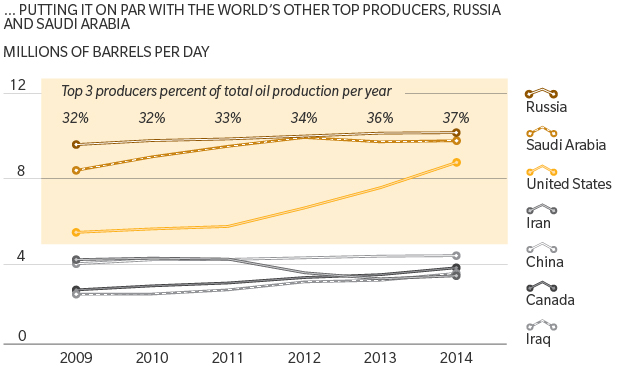 ... PUTTING IT ON PAR WITH THE WORLD'S OTHER TOP PRODUCERS, RUSSIA
AND SAUDI ARABIA
MILLIONS OF BARRELS PER DAY
12
Top 3 producers percent of total oil production per year
32% 32% 33% 34% 36% 37%
8
4
0
2009 2010 2011 2012 2013 2014
Russia
Saudi Arabia
United States
Iran
China
Canada
Iraq